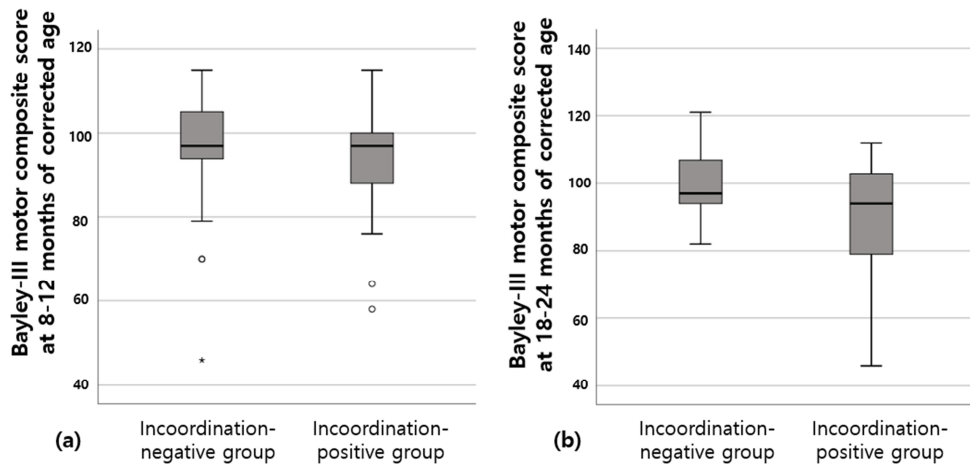 Bayley-III motor composite score
at 8-12 months of corrected age
120
100
80
60
40
Incoordination-
negative group
Incoordination-
positive group
(a)
Bayley-III motor composite score
at 18-24 months of corrected age
140
120
100
80
60
40
Incoordination-
negative group
Incoordination-
positive group
(b)